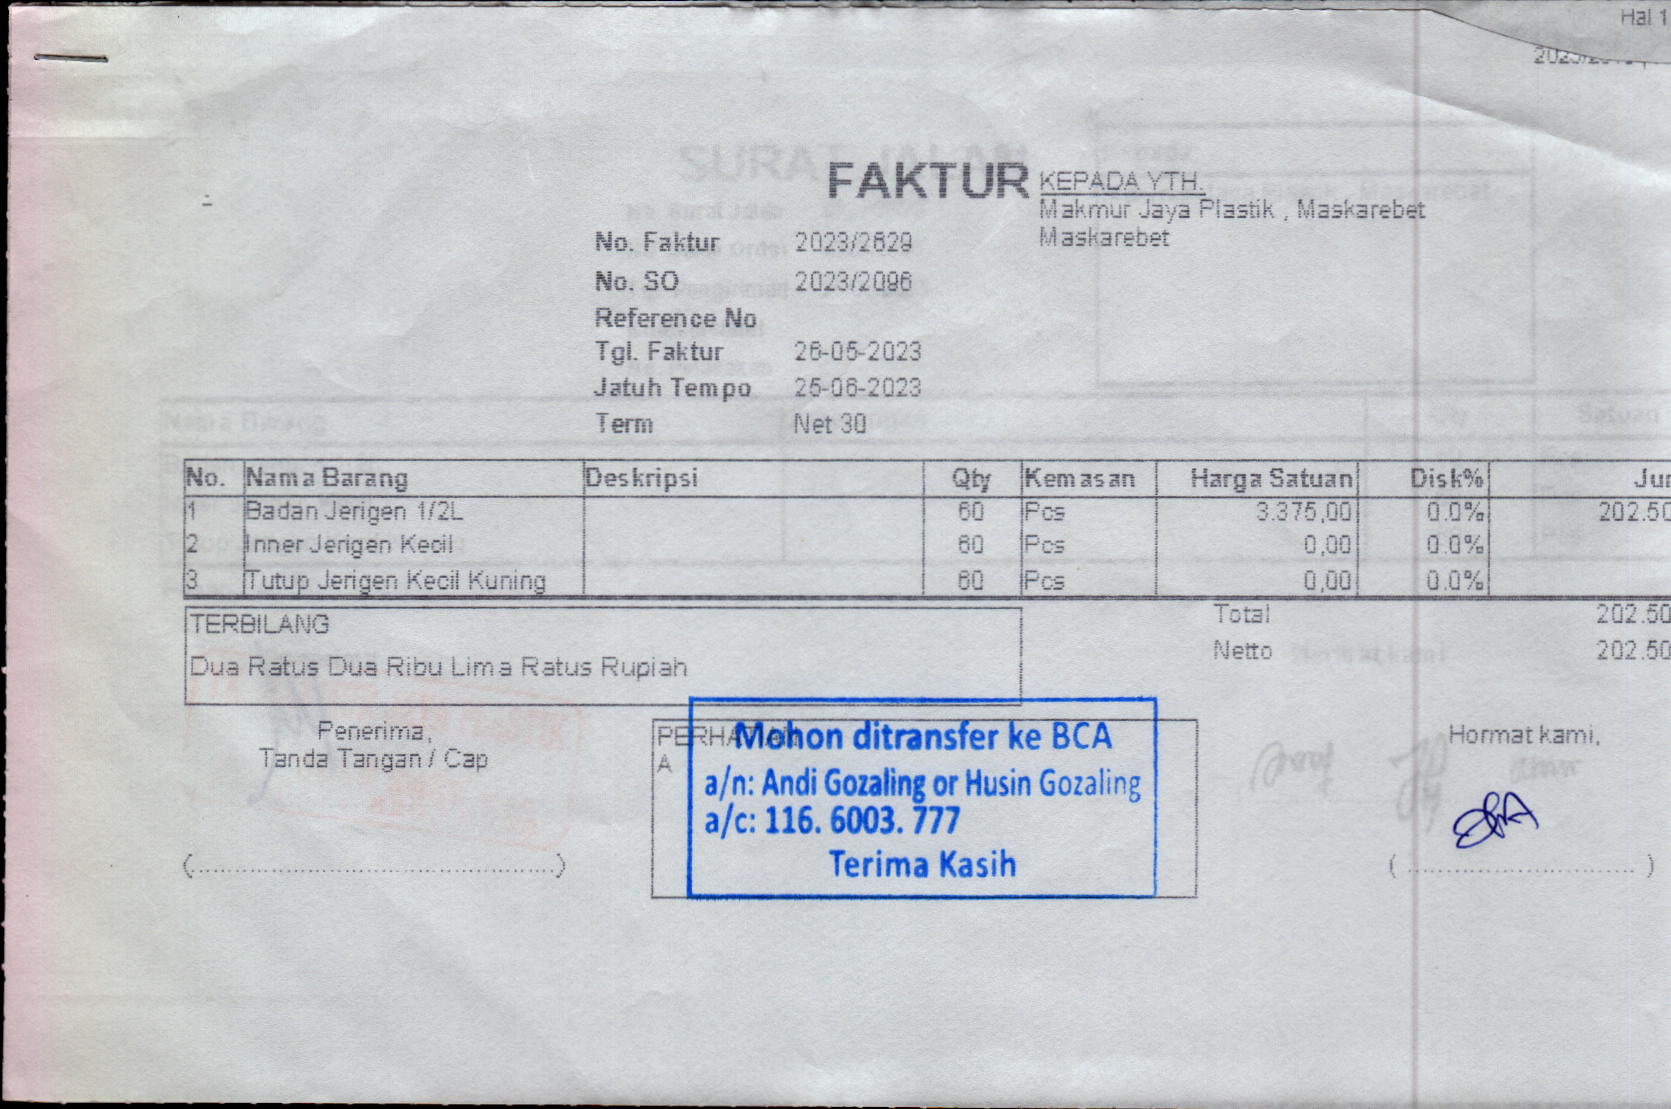 Hal 1
FAKTUR
KEPADA YTH.
Makmur Jaya Plastik , Maskarebet
Maskarebet
No. Faktur 2023/2629
No. SO 2023/2096
Reference No
Tgl. Faktur 26-05-2023
Jatuh Tempo 25-06-2023
Term Net 30
No. Nama Barang Deskripsi Qty Kemasan Harga Satuan Disk% Jur
1 Badan Jerigen 1/2L 60 Pcs 3.375,00 0.0% 202.50
2 Inner Jerigen Kecil 60 Pcs 0,00 0.0%
3 Tutup Jerigen Kecil Kuning 60 Pcs 0,00 0.0%
TERBILANG
Dua Ratus Dua Ribu Lima Ratus Rupiah
Total 202.50
Netto 202.50
Penerima,
Tanda Tangan / Cap
(............................................)
PERHATIAN
A
Mohon ditransfer ke BCA
a/n: Andi Gozaling or Husin Gozaling
a/c: 116. 6003. 777
Terima Kasih
Hormat kami,
( ............................ )